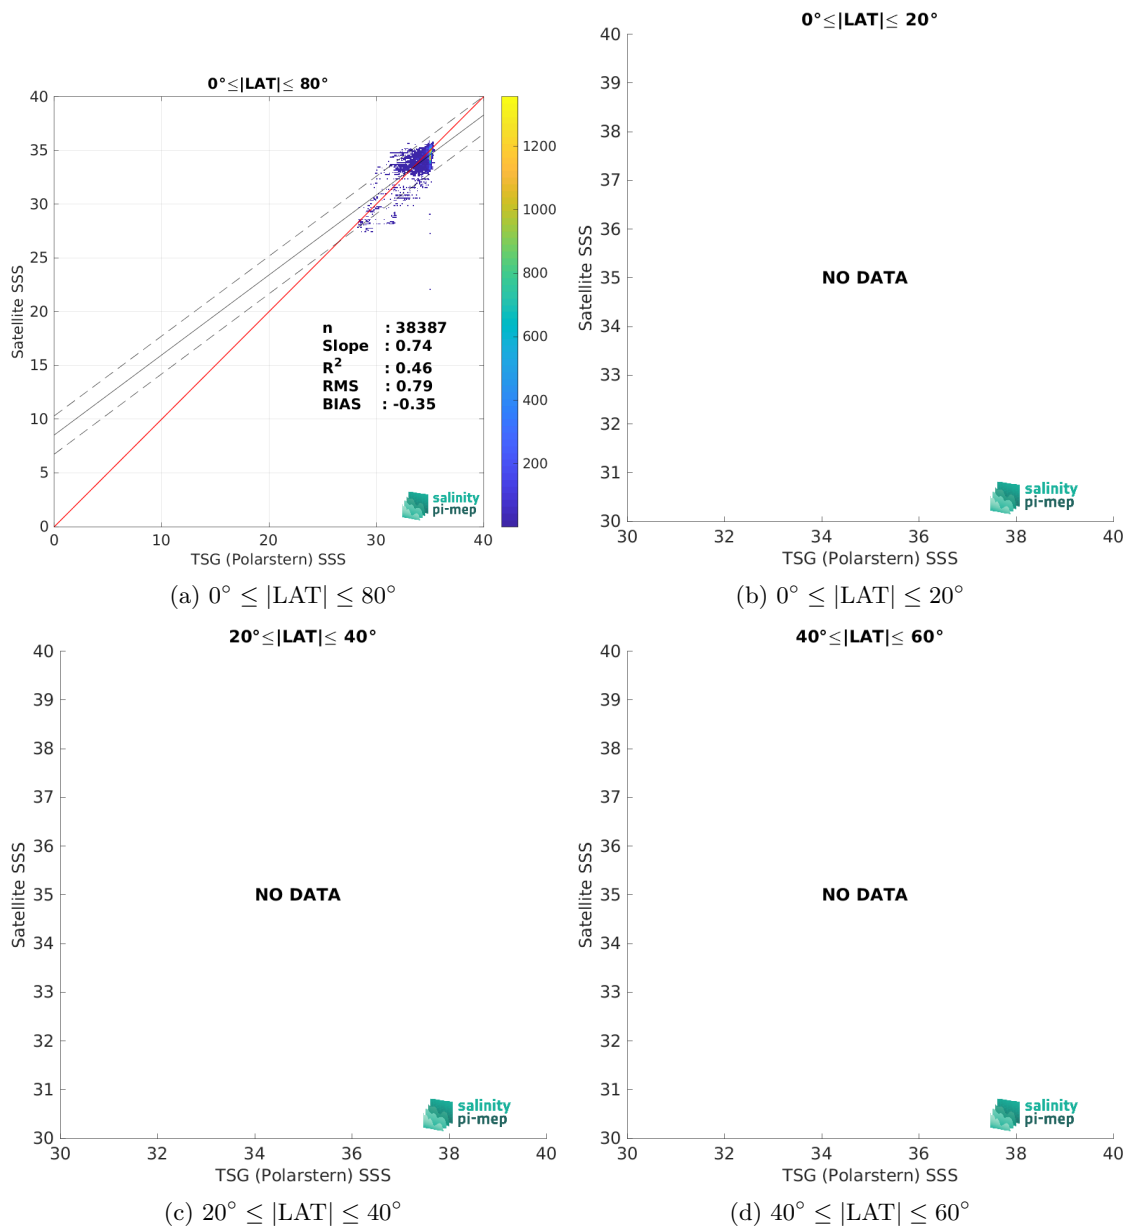 0°≤|LAT|≤ 80°
40
35
30
25
20
15
10
5
0
0
10
20
30
40
Satellite SSS
TSG (Polarstern) SSS
n : 38387
Slope : 0.74
R² : 0.46
RMS : 0.79
BIAS : -0.35
salinity
pi-mep
1200
1000
800
600
400
200
(a) 0° ≤ |LAT| ≤ 80°
0°≤|LAT|≤ 20°
40
39
38
37
36
35
34
33
32
31
30
30
32
34
36
38
40
Satellite SSS
NO DATA
salinity
pi-mep
TSG (Polarstern) SSS
(b) 0° ≤ |LAT| ≤ 20°
20°≤|LAT|≤ 40°
40
39
38
37
36
35
34
33
32
31
30
30
32
34
36
38
40
Satellite SSS
NO DATA
salinity
pi-mep
TSG (Polarstern) SSS
(c) 20° ≤ |LAT| ≤ 40°
40°≤|LAT|≤ 60°
40
39
38
37
36
35
34
33
32
31
30
30
32
34
36
38
40
Satellite SSS
NO DATA
salinity
pi-mep
TSG (Polarstern) SSS
(d) 40° ≤ |LAT| ≤ 60°